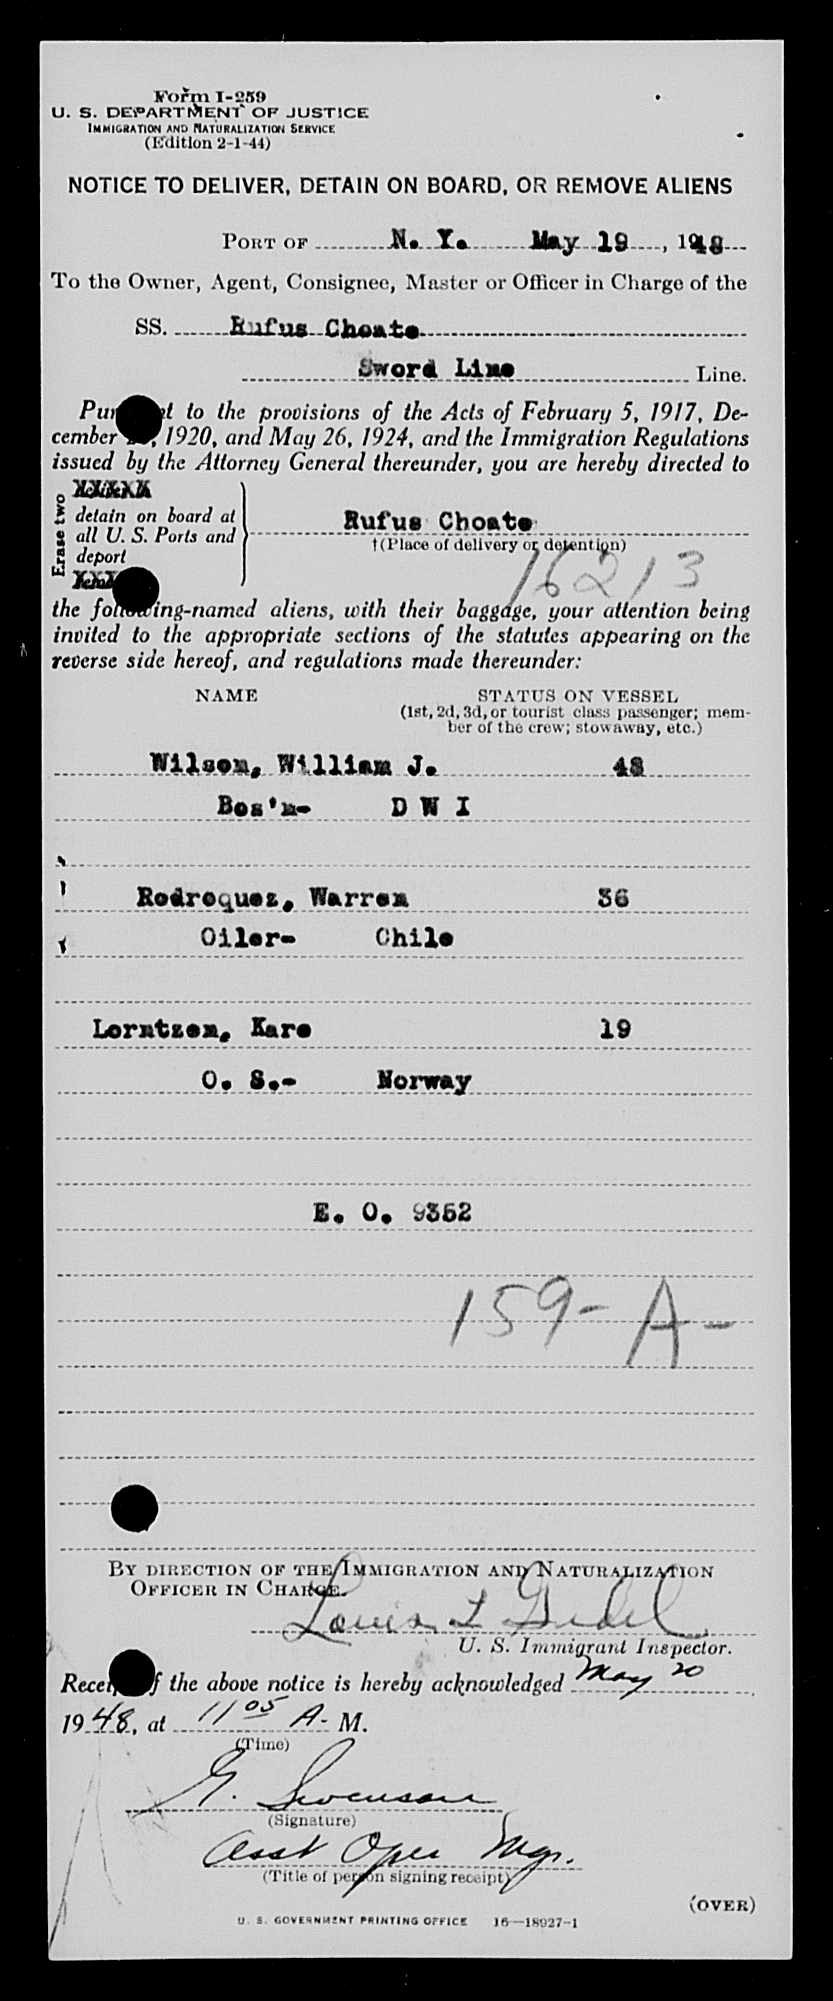 Form I-259
U. S. DEPARTMENT OF JUSTICE
IMMIGRATION AND NATURALIZATION SERVICE
(Edition 2-1-44)
NOTICE TO DELIVER, DETAIN ON BOARD, OR REMOVE ALIENS
PORT OF N. Y. May 19, 1948
To the Owner, Agent, Consignee, Master or Officer in Charge of the
SS. Rufus Choate
Sword Line Line.
t to the provisions of the Acts of February 5, 1917, De-
cember , 1920, and May 26, 1924, and the Immigration Regulations
issued by the Attorney General thereunder, you are hereby directed to
Erase two
detain on board at
all U. S. Ports and
deport
Rufus Choate
†(Place of delivery or detention)
16213
the following-named aliens, with their baggage, your attention being
invited to the appropriate sections of the statutes appearing on the
reverse side hereof, and regulations made thereunder:
NAME STATUS ON VESSEL
(1st, 2d, 3d, or tourist class passenger; mem-
ber of the crew; stowaway, etc.)
Wilson, William J. 48
Bos'n- D W I
Rodroquez, Warren 36
Oiler- Chile
Lorntzen, Kare 19
O. S.- Norway
E. O. 9352
159-A-
BY DIRECTION OF THE IMMIGRATION AND NATURALIZATION
OFFICER IN CHARGE.
Louis L
U. S. Immigrant Inspector.
Receipt of the above notice is hereby acknowledged May 20
1948, at 11 05 A- M.
(Time)
G. Swenson
(Signature)
Asst Oper Mgr.
(Title of person signing receipt)
(OVER)
U. S. GOVERNMENT PRINTING OFFICE 16—18927-1